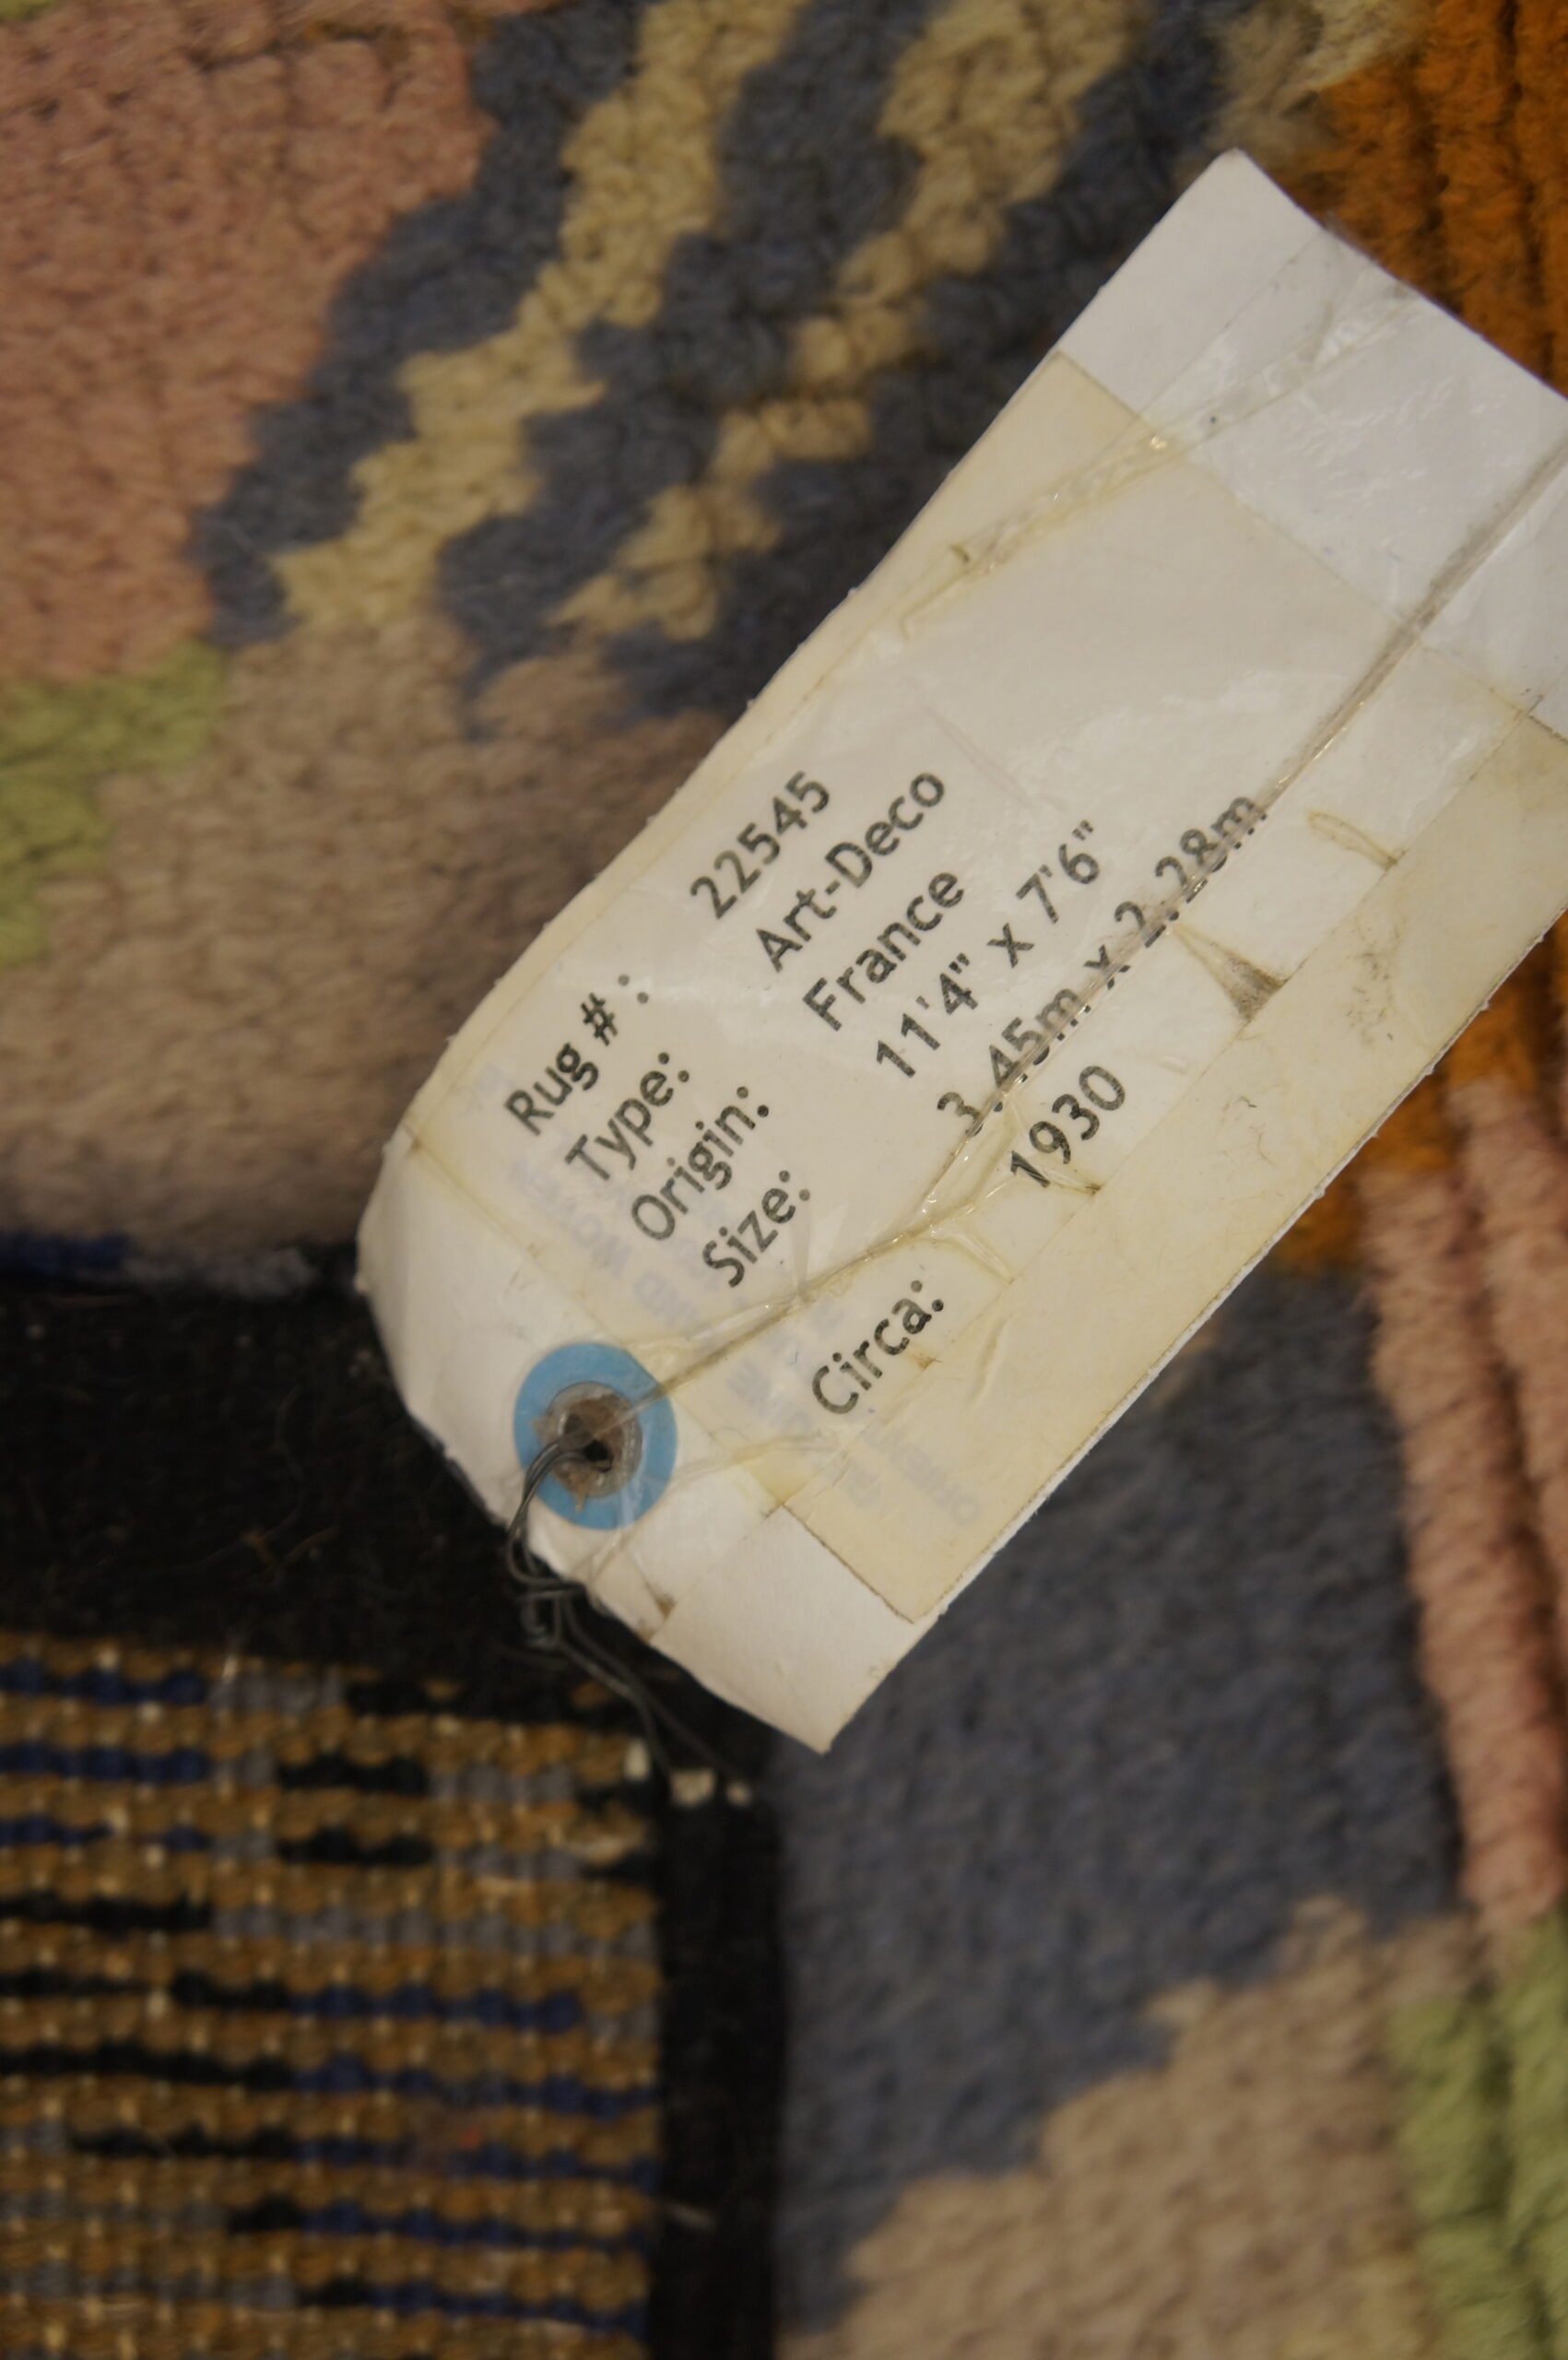 Rug #: 22545
Type: Art-Deco
Origin: France
Size: 11'4" x 7'6"
3.45m x 2.28m
Circa: 1930